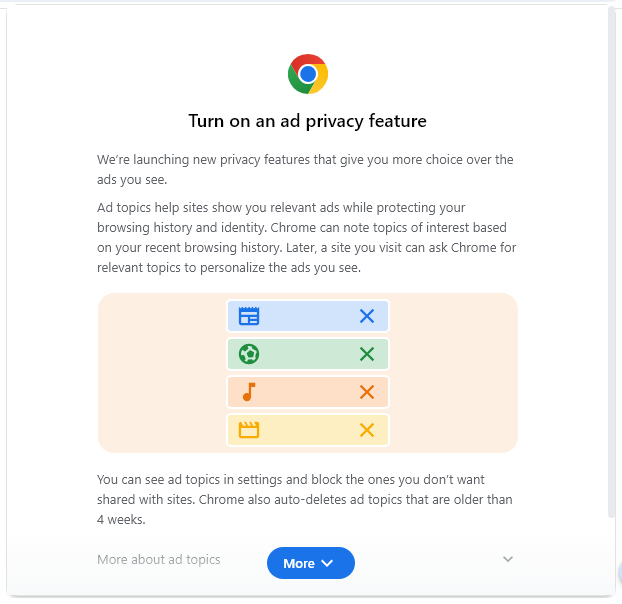 Turn on an ad privacy feature
We're launching new privacy features that give you more choice over the
ads you see.
Ad topics help sites show you relevant ads while protecting your
browsing history and identity. Chrome can note topics of interest based
on your recent browsing history. Later, a site you visit can ask Chrome for
relevant topics to personalize the ads you see.
You can see ad topics in settings and block the ones you don't want
shared with sites. Chrome also auto-deletes ad topics that are older than
4 weeks.
More about ad topics
More